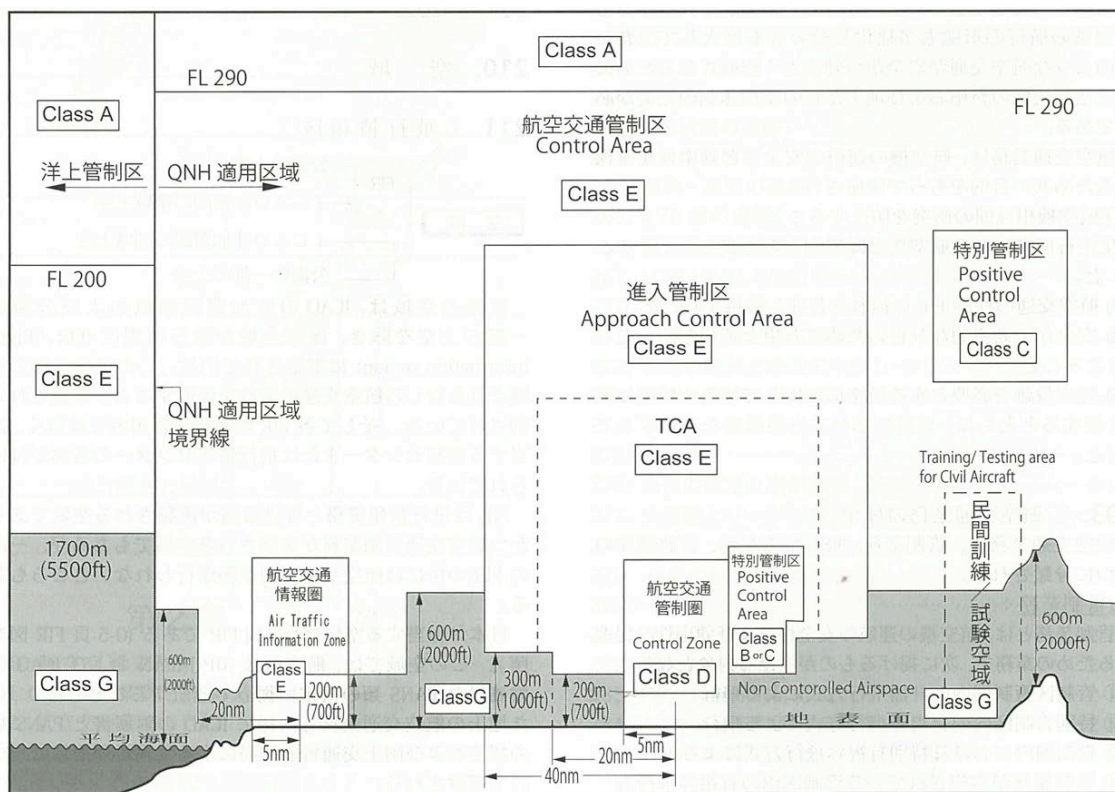 Class A
FL 290
FL 290
Class A
航空交通管制区
Control Area
洋上管制区
QNH 適用区域
Class E
FL 200
特別管制区
Positive
Control
Area
Class C
進入管制区
Approach Control Area
Class E
Class E
QNH 適用区域
境界線
TCA
Class E
Training/Testing area
for Civil Aircraft
民間訓練／試験空域
1700m
(5500ft)
航空交通
情報圏
Air Traffic
Information Zone
Class
E
600m
(2000ft)
600m
(2000ft)
航空交通
管制圏
Control Zone
Class D
特別管制区
Positive
Control
Area
Class
B or C
600m
(2000ft)
Class G
20nm
200m
(700ft)
ClassG
300m
(1000ft)
200m
(700ft)
Non Controlled Airspace
Class G
平均海面
地表面
5nm
5nm
20nm
40nm